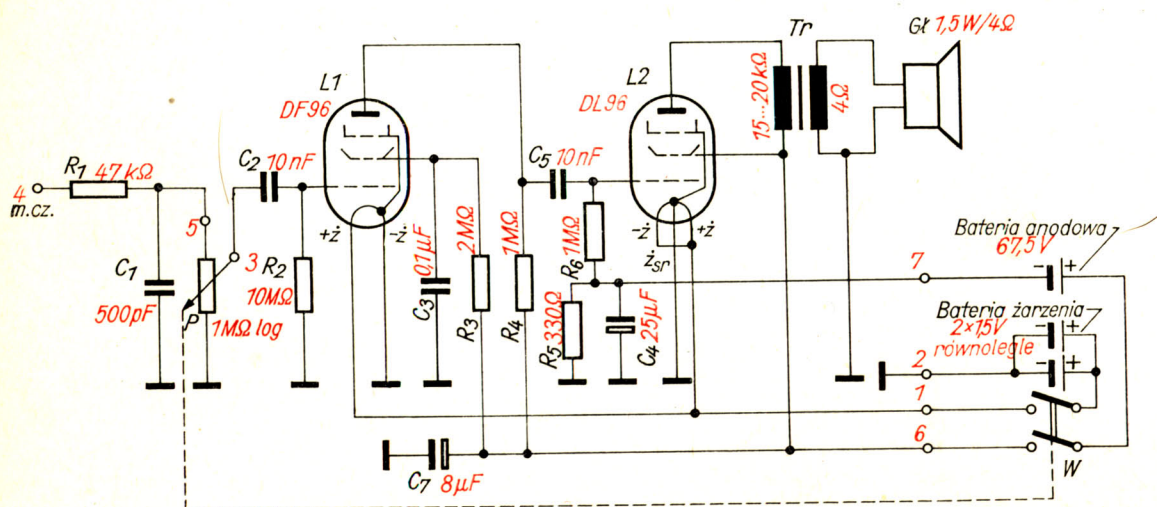 Tr
Gł 1,5W/4Ω
L1
DF96
L2
DL96
15...20kΩ
4Ω
R1 47kΩ
C2 10nF
C5 10nF
4
m.cz.
5
3
+ż
-ż
-ż
+ż
żśr
C1
500pF
P
1MΩ log
R2
10MΩ
0,1µF
C3
2MΩ
R3
1MΩ
R4
1MΩ
R6
330Ω
R5
25µF
C4
Bateria anodowa
67,5V
7
- +
Bateria żarzenia
2×1,5V
równolegle
- +
- +
2
1
6
W
C7
8µF